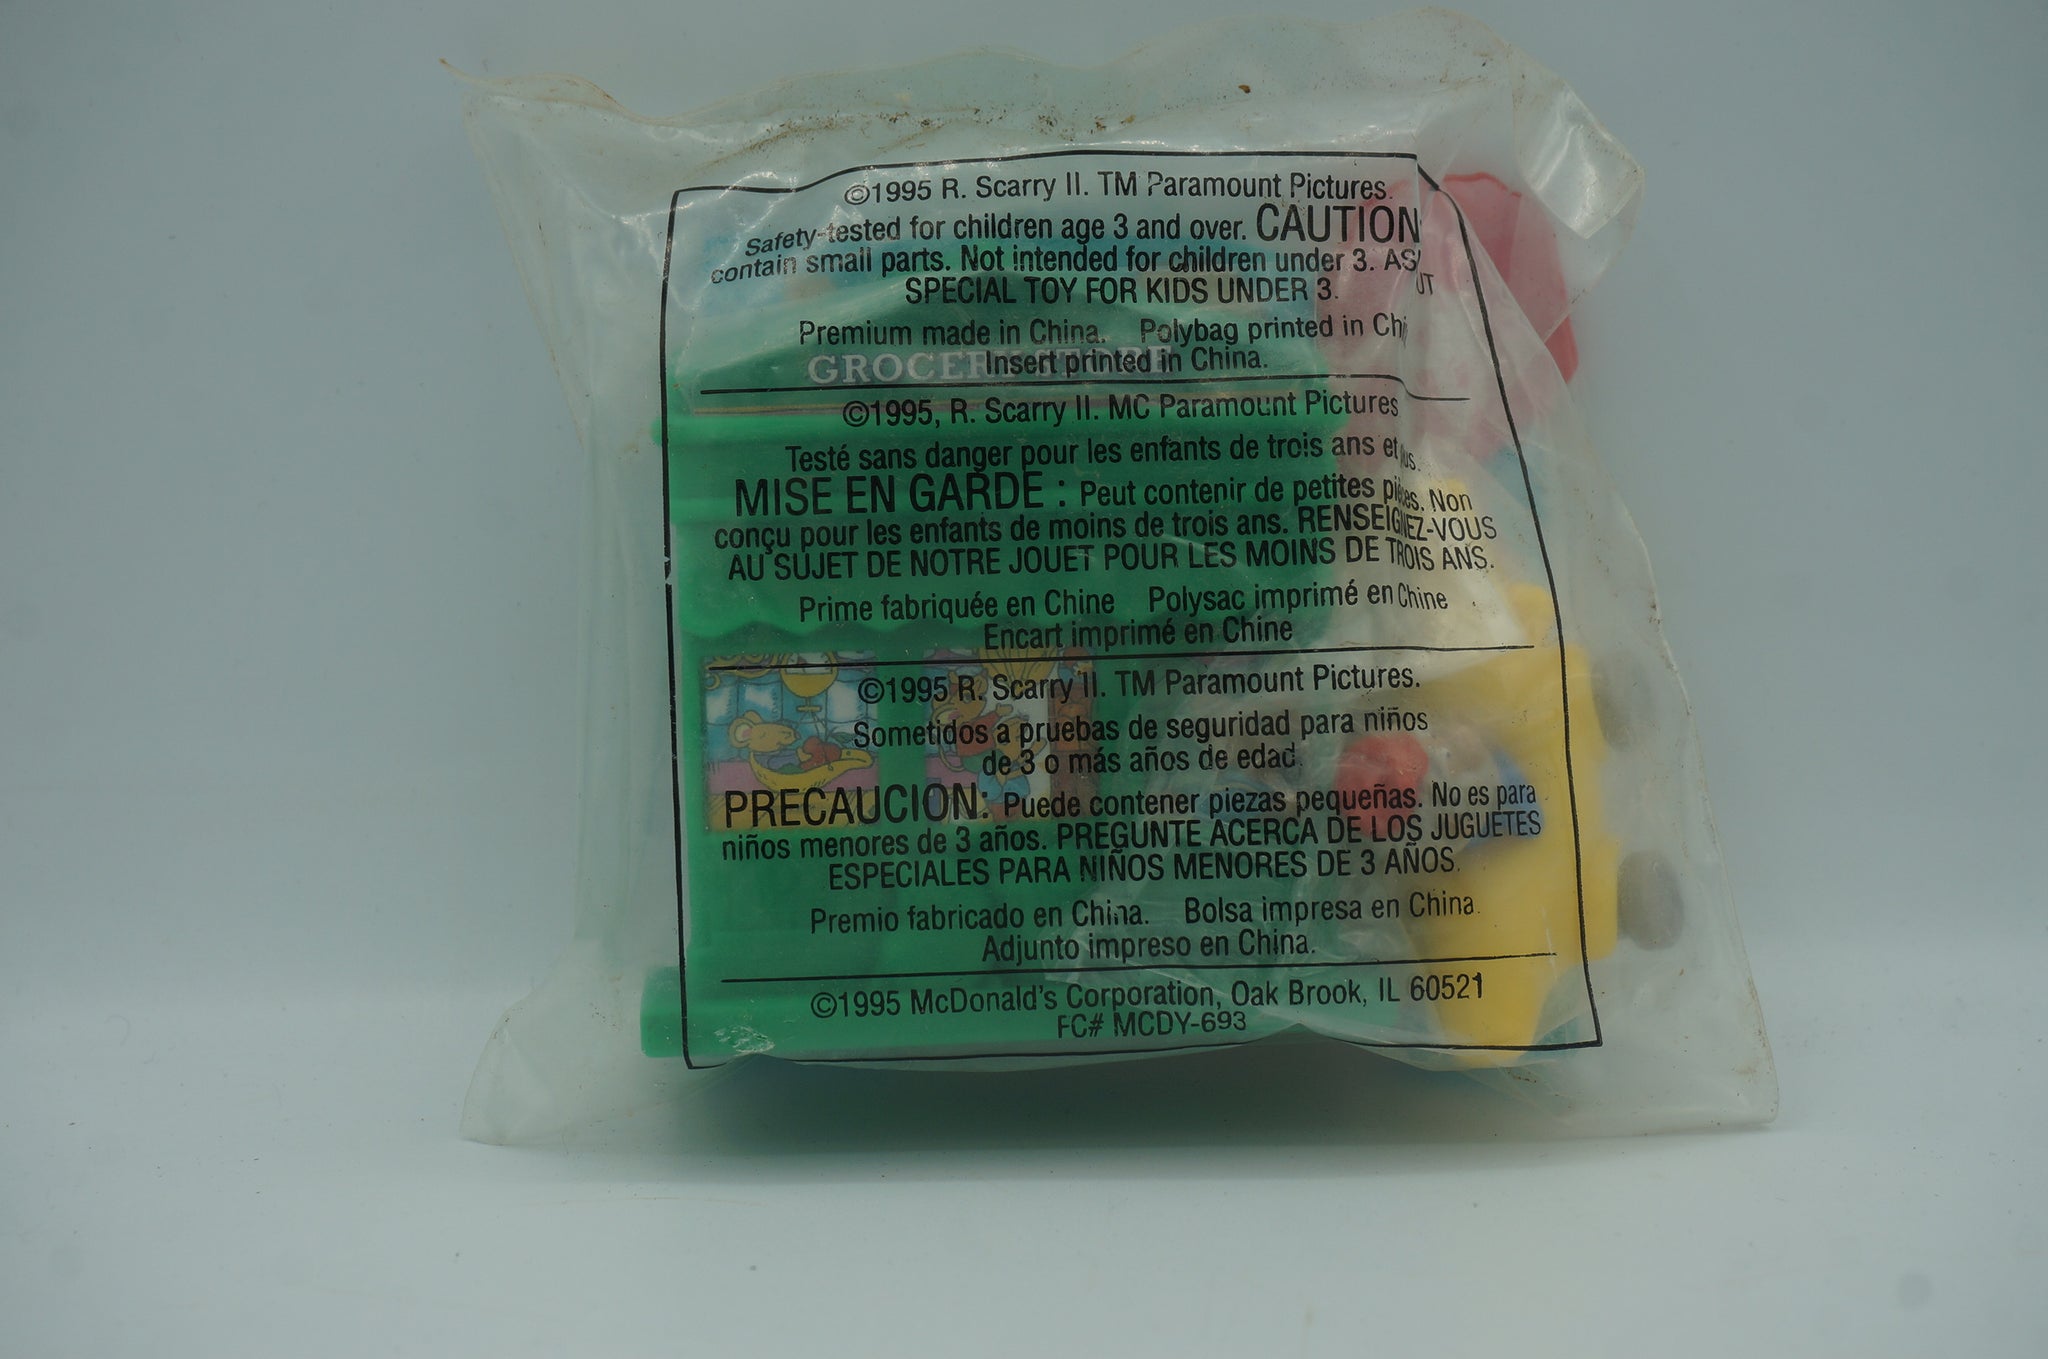 ©1995 R. Scarry II. TM Paramount Pictures.
Safety-tested for children age 3 and over. CAUTION
contain small parts. Not intended for children under 3. AS UT
SPECIAL TOY FOR KIDS UNDER 3.
Premium made in China. Polybag printed in Chi
Insert printed in China.
GROCERY STORE
©1995, R. Scarry II. MC Paramount Pictures
Testé sans danger pour les enfants de trois ans et us.
MISE EN GARDE : Peut contenir de petites pièces. Non
conçu pour les enfants de moins de trois ans. RENSEIGNEZ-VOUS
AU SUJET DE NOTRE JOUET POUR LES MOINS DE TROIS ANS.
Prime fabriquée en Chine Polysac imprimé en Chine
Encart imprimé en Chine
©1995 R. Scarry II. TM Paramount Pictures.
Sometidos a pruebas de seguridad para niños
de 3 o más años de edad.
PRECAUCION: Puede contener piezas pequeñas. No es para
niños menores de 3 años. PREGUNTE ACERCA DE LOS JUGUETES
ESPECIALES PARA NIÑOS MENORES DE 3 AÑOS.
Premio fabricado en China. Bolsa impresa en China.
Adjunto impreso en China.
©1995 McDonald's Corporation, Oak Brook, IL 60521
FC# MCDY-693